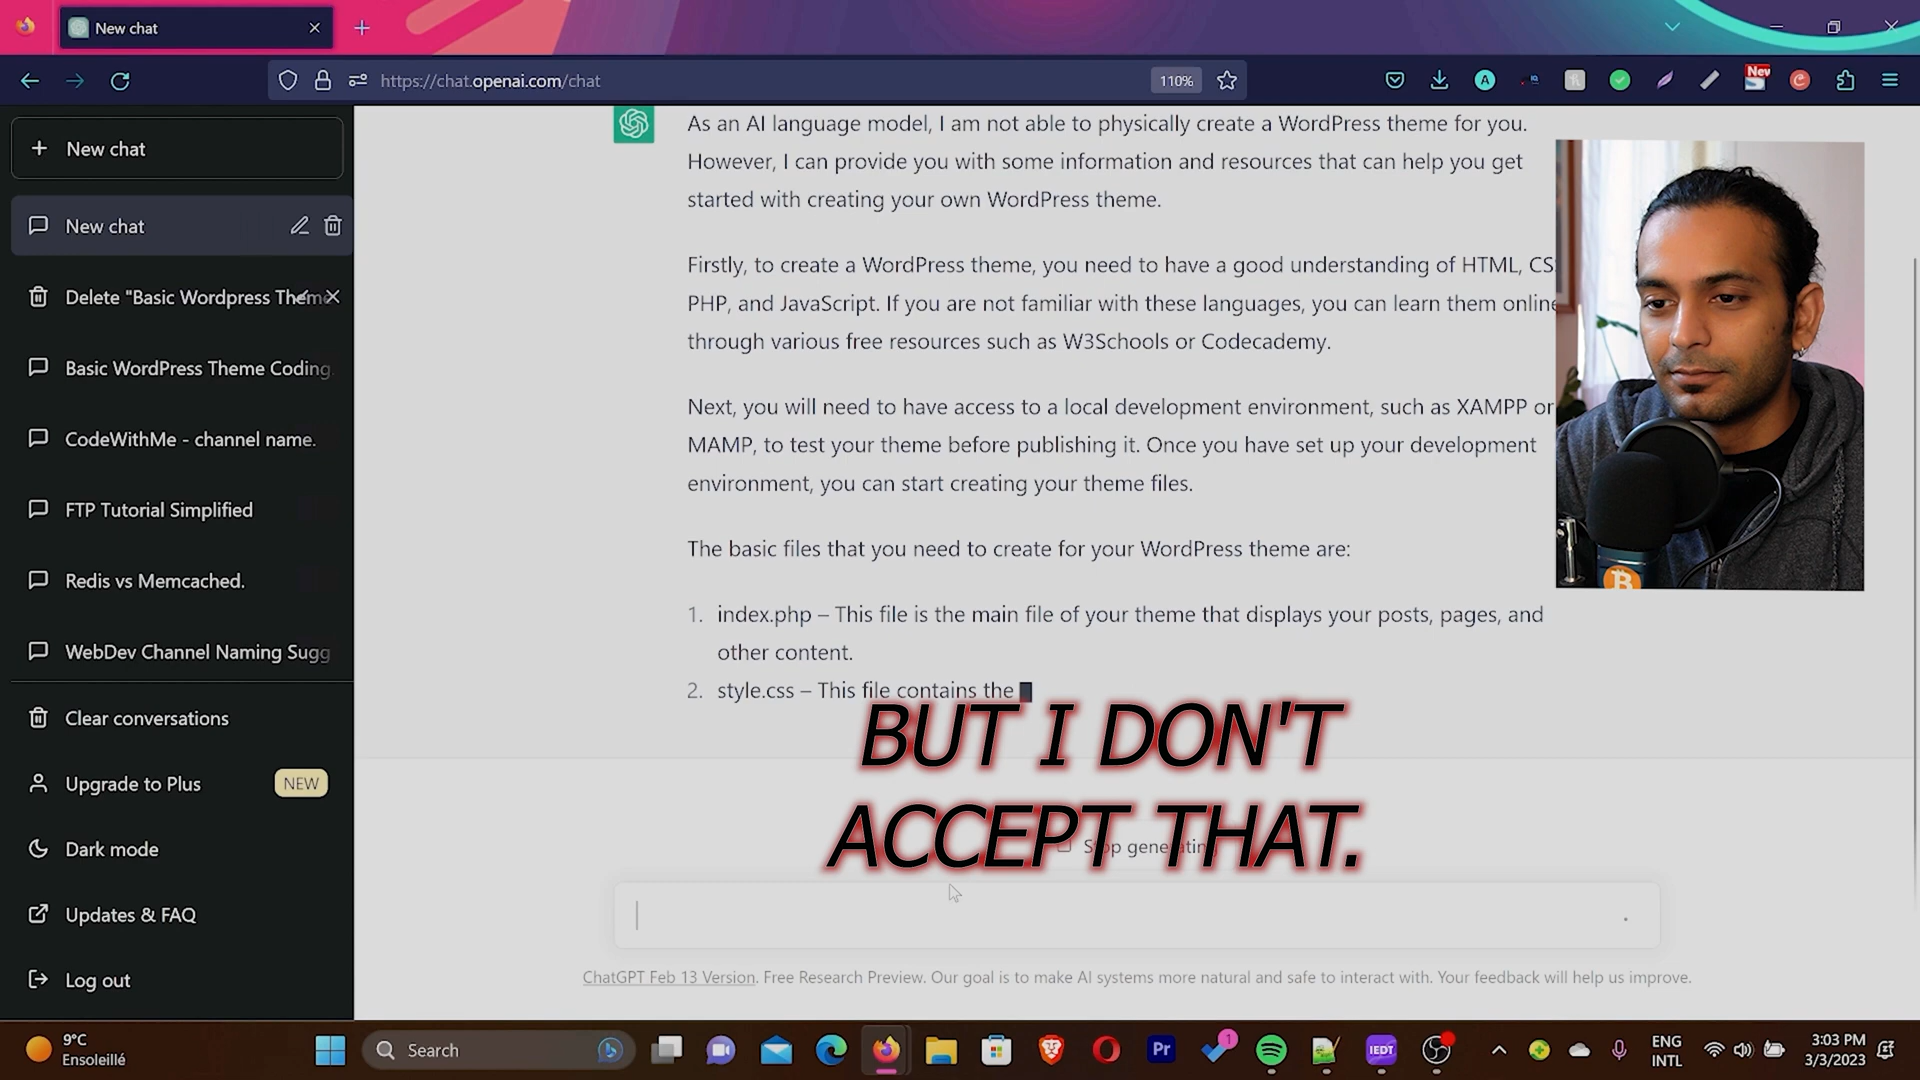 New chat
https://chat.openai.com/chat
110%
New
New chat
New chat
Delete "Basic Wordpress Theme
Basic WordPress Theme Coding
CodeWithMe - channel name.
FTP Tutorial Simplified
Redis vs Memcached.
WebDev Channel Naming Sugg
Clear conversations
Upgrade to Plus
NEW
Dark mode
Updates & FAQ
Log out
As an AI language model, I am not able to physically create a WordPress theme for you.
However, I can provide you with some information and resources that can help you get
started with creating your own WordPress theme.
Firstly, to create a WordPress theme, you need to have a good understanding of HTML, CS
PHP, and JavaScript. If you are not familiar with these languages, you can learn them online
through various free resources such as W3Schools or Codecademy.
Next, you will need to have access to a local development environment, such as XAMPP or
MAMP, to test your theme before publishing it. Once you have set up your development
environment, you can start creating your theme files.
The basic files that you need to create for your WordPress theme are:
1. index.php – This file is the main file of your theme that displays your posts, pages, and
other content.
2. style.css – This file contains the
BUT I DON'T
ACCEPT THAT.
ChatGPT Feb 13 Version. Free Research Preview. Our goal is to make AI systems more natural and safe to interact with. Your feedback will help us improve.
9°C
Ensoleillé
Search
Pr
1
IEDT
ENG
INTL
3:03 PM
3/3/2023